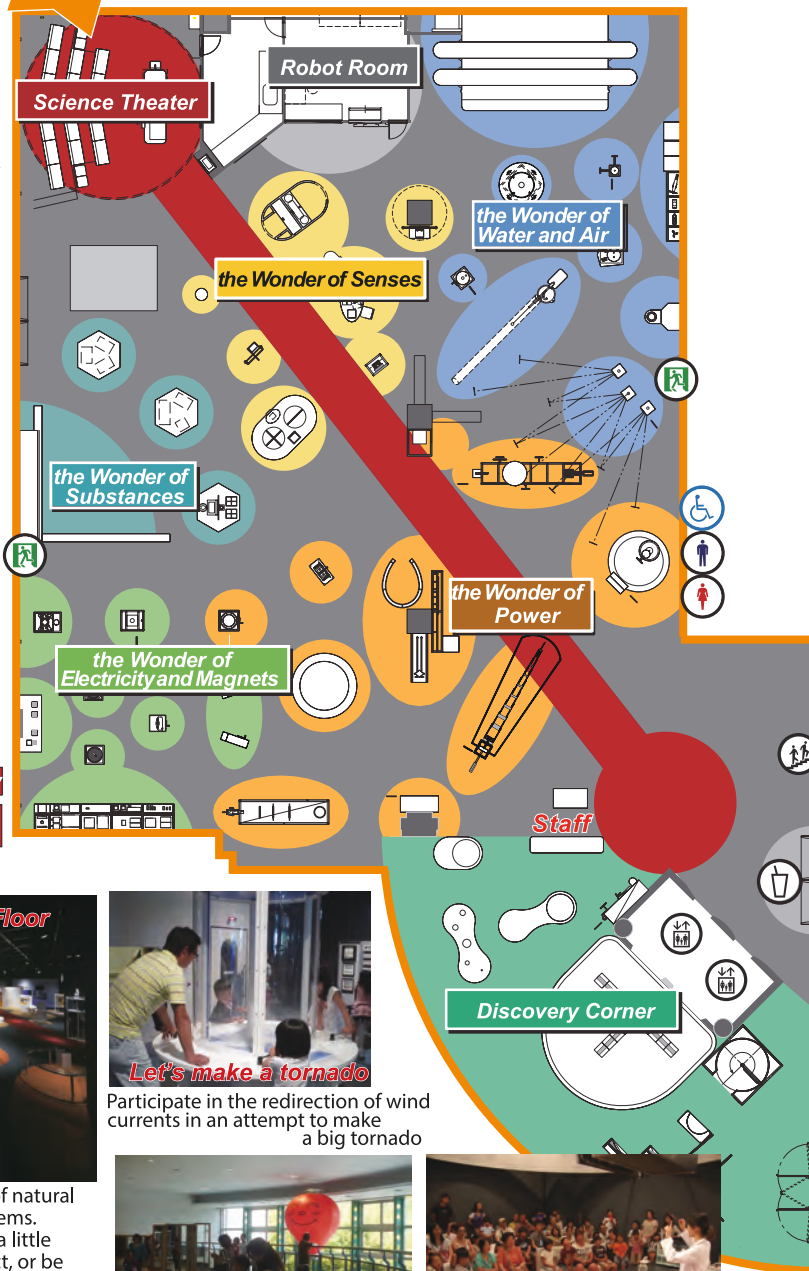 Robot Room
Science Theater
the Wonder of
Water and Air
the Wonder of Senses
the Wonder of
Substances
the Wonder of
Power
the Wonder of
Electricity and Magnets
Staff
Discovery Corner
Floor
Let's make a tornado
Participate in the redirection of wind
currents in an attempt to make
a big tornado
of natural
a little
or be